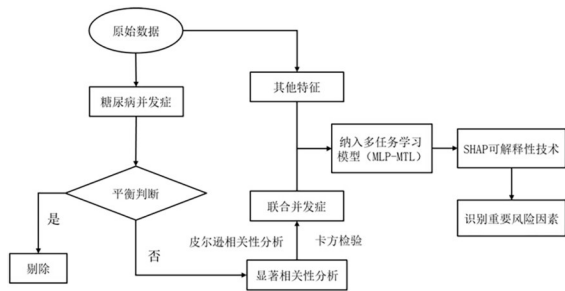 原始数据
糖尿病并发症
其他特征
纳入多任务学习
模型（MLP-MTL）
SHAP可解释性技术
平衡判断
联合并发症
识别重要风险因素
是
否
皮尔逊相关性分析
卡方检验
剔除
显著相关性分析